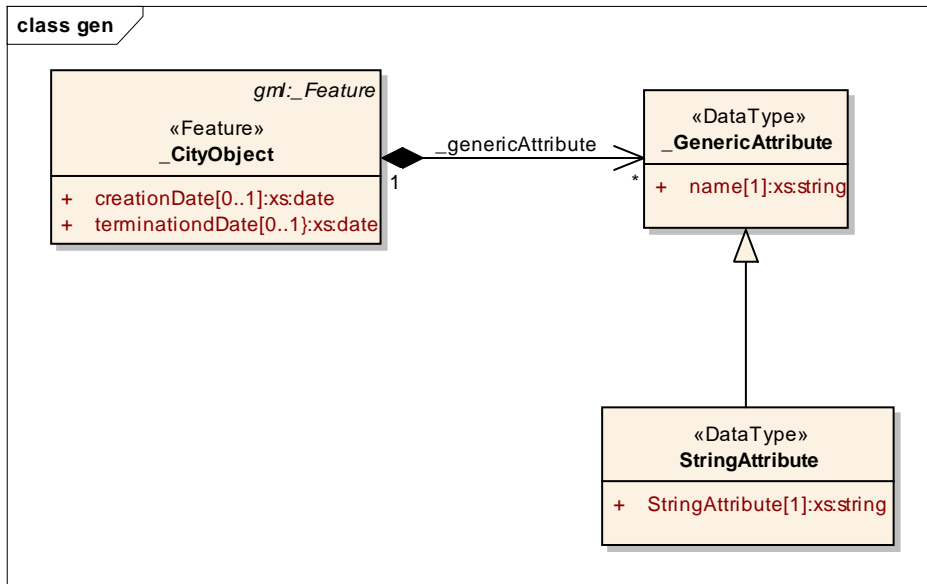 class gen
gml:_Feature
«Feature»
_CityObject
+ creationDate[0..1]:xs:date
+ terminationdDate[0..1}:xs:date
_genericAttribute
1
*
«DataType»
_GenericAttribute
+ name[1]:xs:string
«DataType»
StringAttribute
+ StringAttribute[1]:xs:string